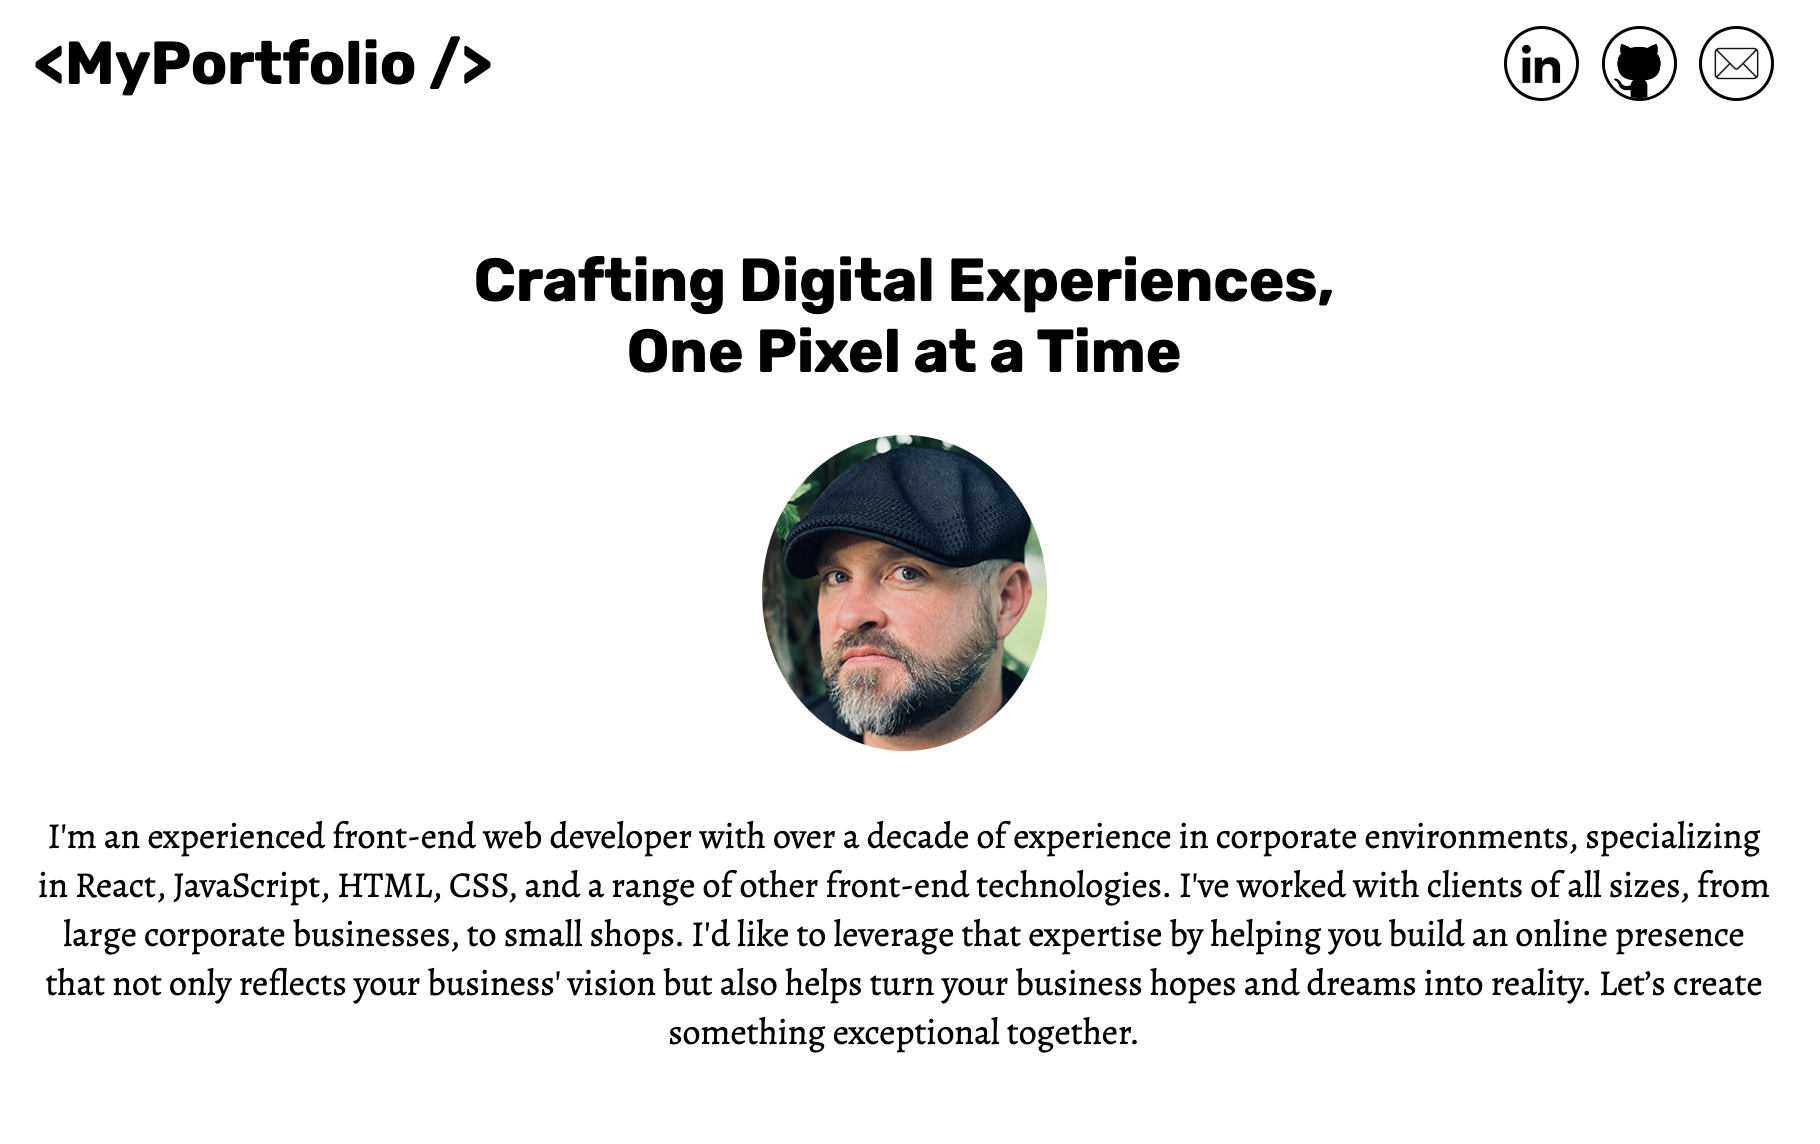 <MyPortfolio />
in
Crafting Digital Experiences,
One Pixel at a Time
I'm an experienced front-end web developer with over a decade of experience in corporate environments, specializing
in React, JavaScript, HTML, CSS, and a range of other front-end technologies. I've worked with clients of all sizes, from
large corporate businesses, to small shops. I'd like to leverage that expertise by helping you build an online presence
that not only reflects your business' vision but also helps turn your business hopes and dreams into reality. Let’s create
something exceptional together.